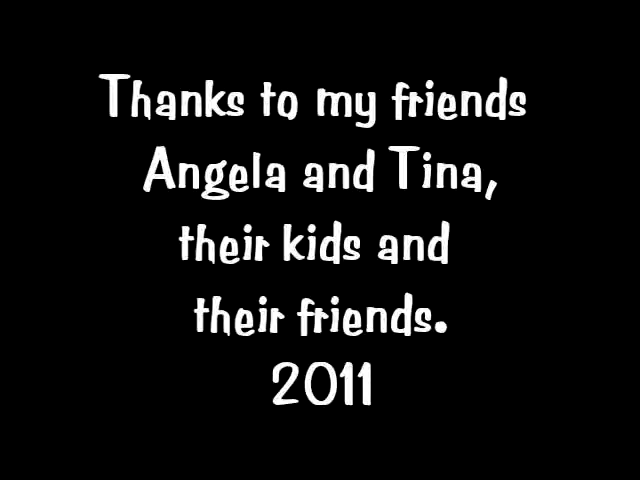 Thanks to my friends
Angela and Tina,
their kids and
their friends.
2011